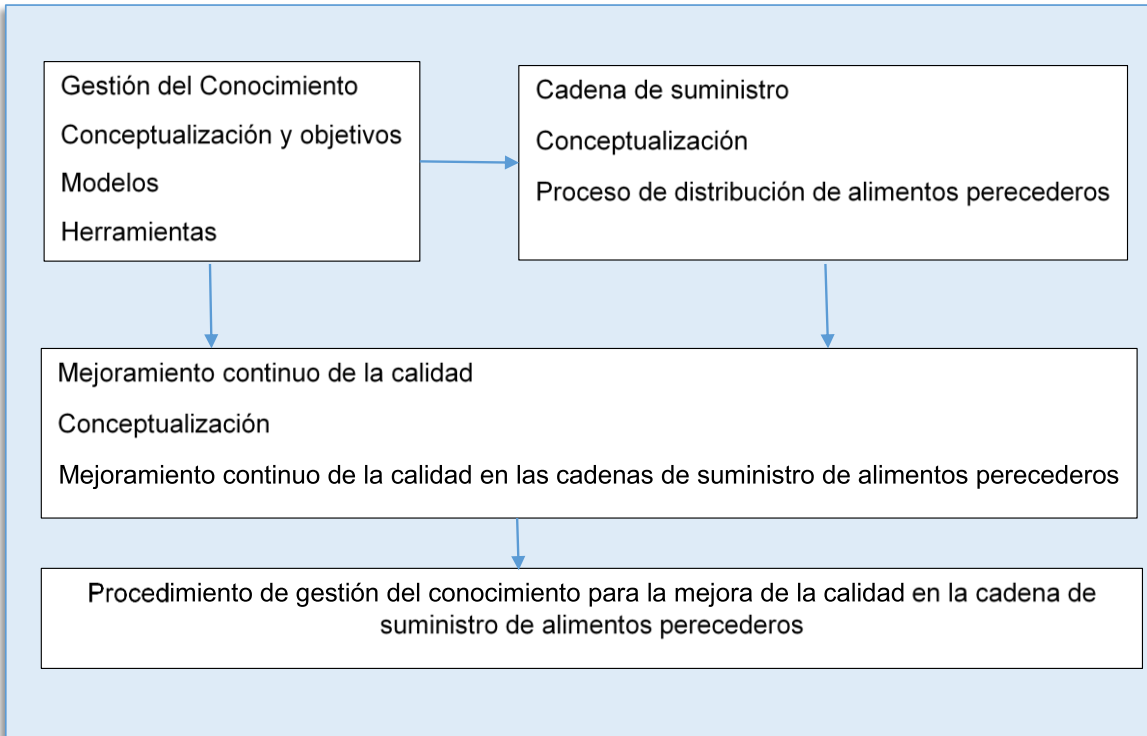 Gestión del Conocimiento
Conceptualización y objetivos
Modelos
Herramientas
Cadena de suministro
Conceptualización
Proceso de distribución de alimentos perecederos
Mejoramiento continuo de la calidad
Conceptualización
Mejoramiento continuo de la calidad en las cadenas de suministro de alimentos perecederos
Procedimiento de gestión del conocimiento para la mejora de la calidad en la cadena de
suministro de alimentos perecederos